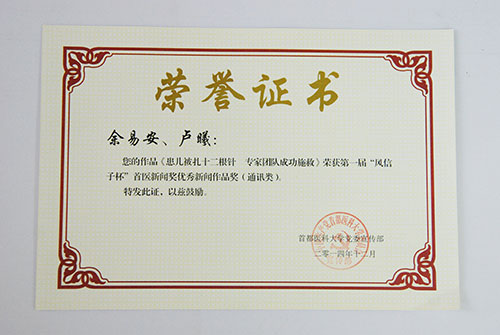 荣誉证书
余易安、卢曦:
您的作品《患儿被扎十二根针 专家团队成功施救》荣获第一届“风信
子杯”首医新闻奖优秀新闻作品奖(通讯类)。
特发此证,以兹鼓励。
首都医科大学党委宣传部
二零一四年十二月